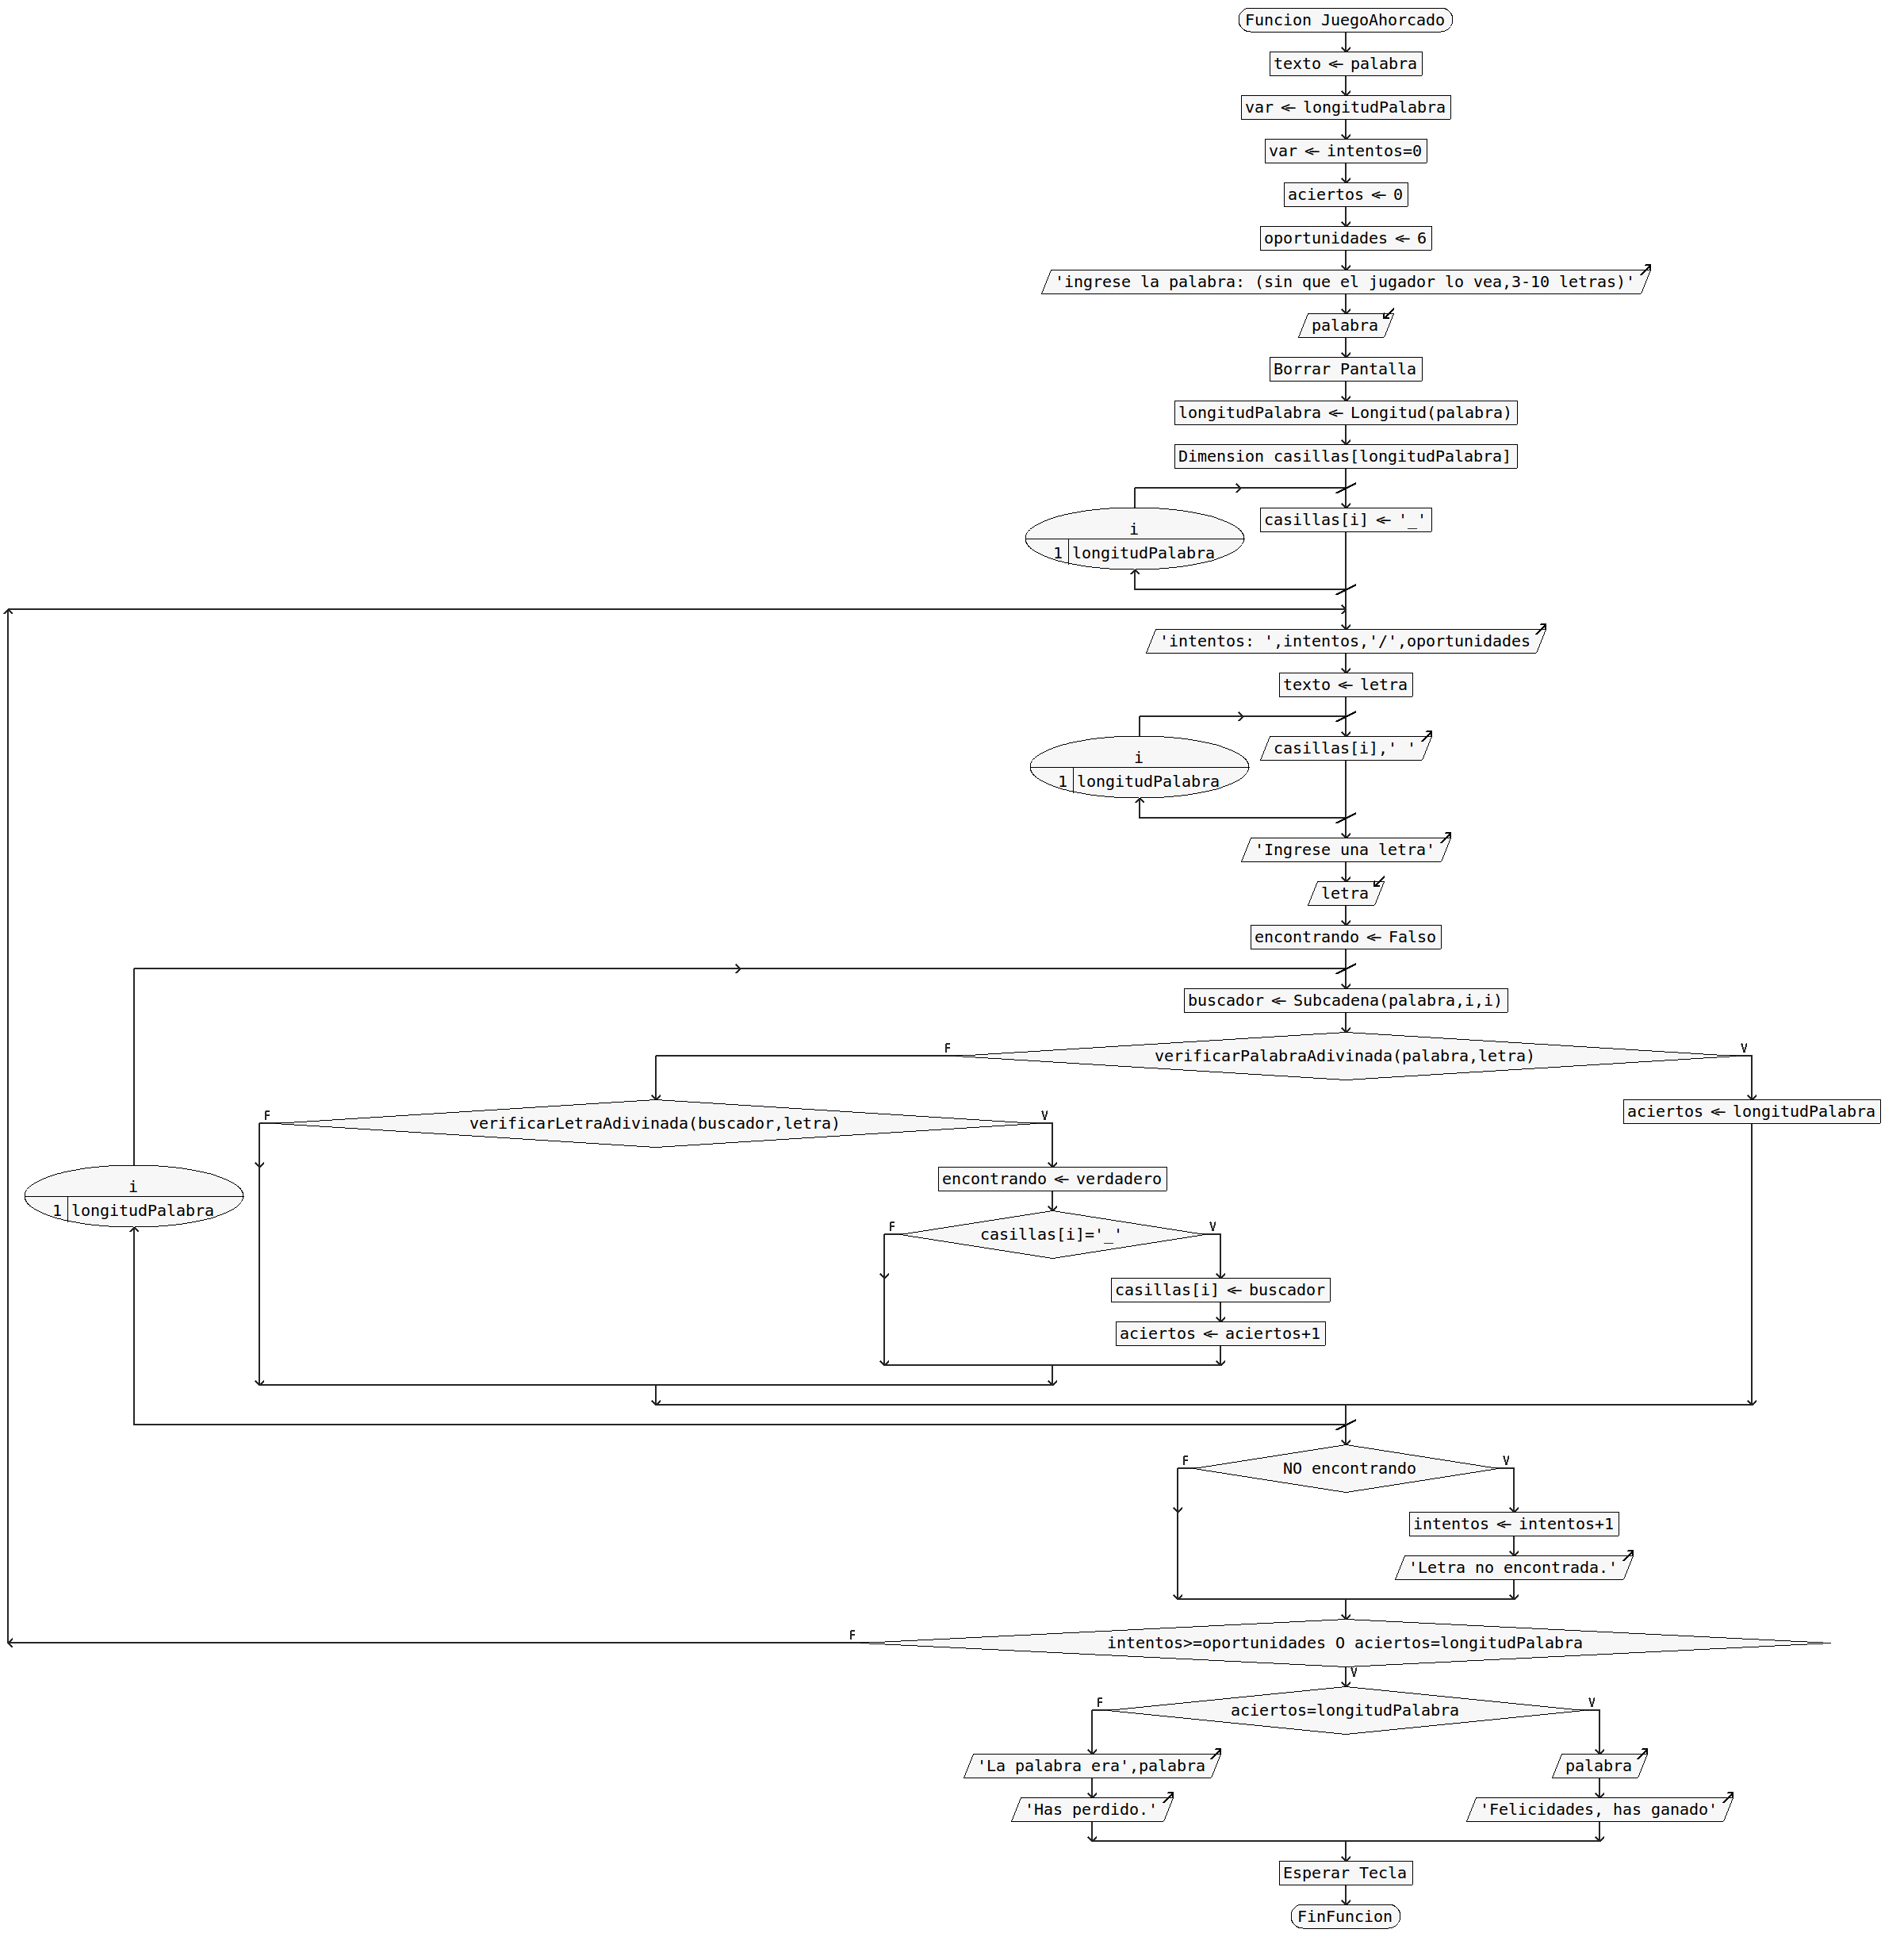 Funcion JuegoAhorcado
texto ← palabra
var ← longitudPalabra
var ← intentos=0
aciertos ← 0
oportunidades ← 6
'ingrese la palabra: (sin que el jugador lo vea,3-10 letras)'
palabra
Borrar Pantalla
longitudPalabra ← Longitud(palabra)
Dimension casillas[longitudPalabra]
casillas[i] ← '_'
i
1 longitudPalabra
'intentos: ',intentos,'/',oportunidades
texto ← letra
casillas[i],' '
i
1 longitudPalabra
'Ingrese una letra'
letra
encontrando ← Falso
buscador ← Subcadena(palabra,i,i)
F verificarPalabraAdivinada(palabra,letra) V
aciertos ← longitudPalabra
F verificarLetraAdivinada(buscador,letra) V
encontrando ← verdadero
i
1 longitudPalabra
F casillas[i]='_' V
casillas[i] ← buscador
aciertos ← aciertos+1
F NO encontrando V
intentos ← intentos+1
'Letra no encontrada.'
F intentos>=oportunidades O aciertos=longitudPalabra
V
F aciertos=longitudPalabra V
'La palabra era',palabra
palabra
'Has perdido.'
'Felicidades, has ganado'
Esperar Tecla
FinFuncion